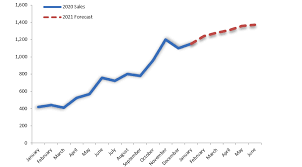 2020 Sales
2021 Forecast
1,600
1,400
1,200
1,000
800
600
400
200
0
January
February
March
April
May
June
July
August
September
October
November
December
January
February
March
April
May
June